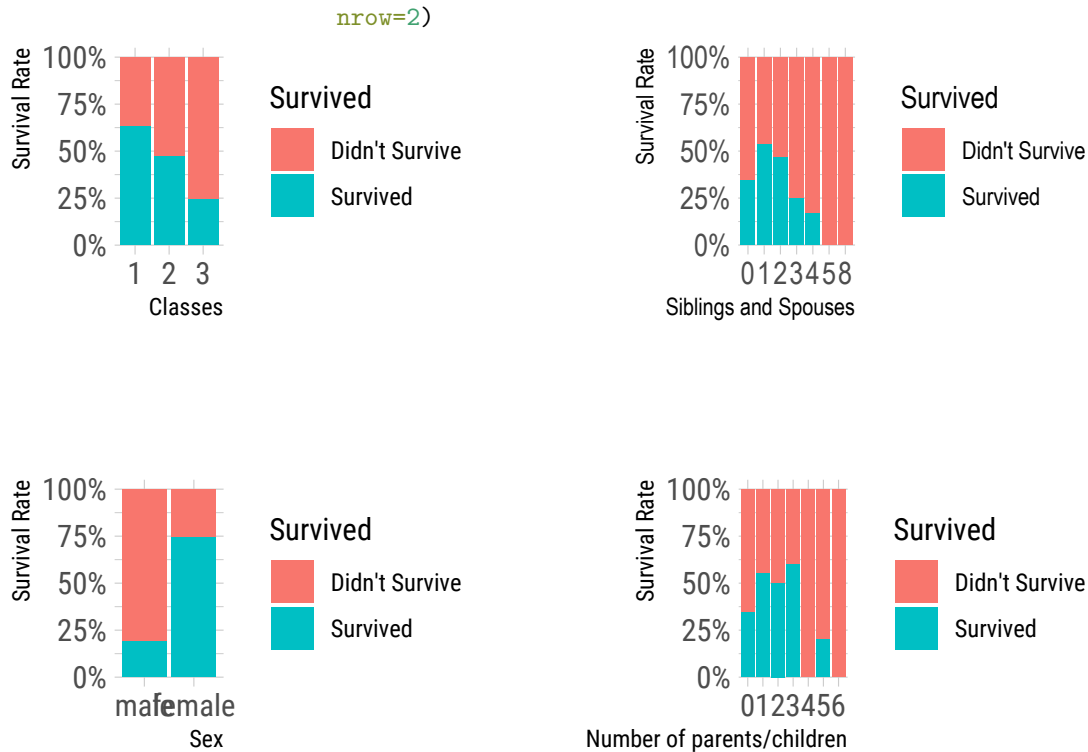 nrow=2)
100%
75%
50%
25%
0%
Survival Rate
1 2 3
Classes
Survived
Didn't Survive
Survived
100%
75%
50%
25%
0%
Survival Rate
0 1 2 3 4 5 8
Siblings and Spouses
Survived
Didn't Survive
Survived
100%
75%
50%
25%
0%
Survival Rate
male female
Sex
Survived
Didn't Survive
Survived
100%
75%
50%
25%
0%
Survival Rate
0 1 2 3 4 5 6
Number of parents/children
Survived
Didn't Survive
Survived